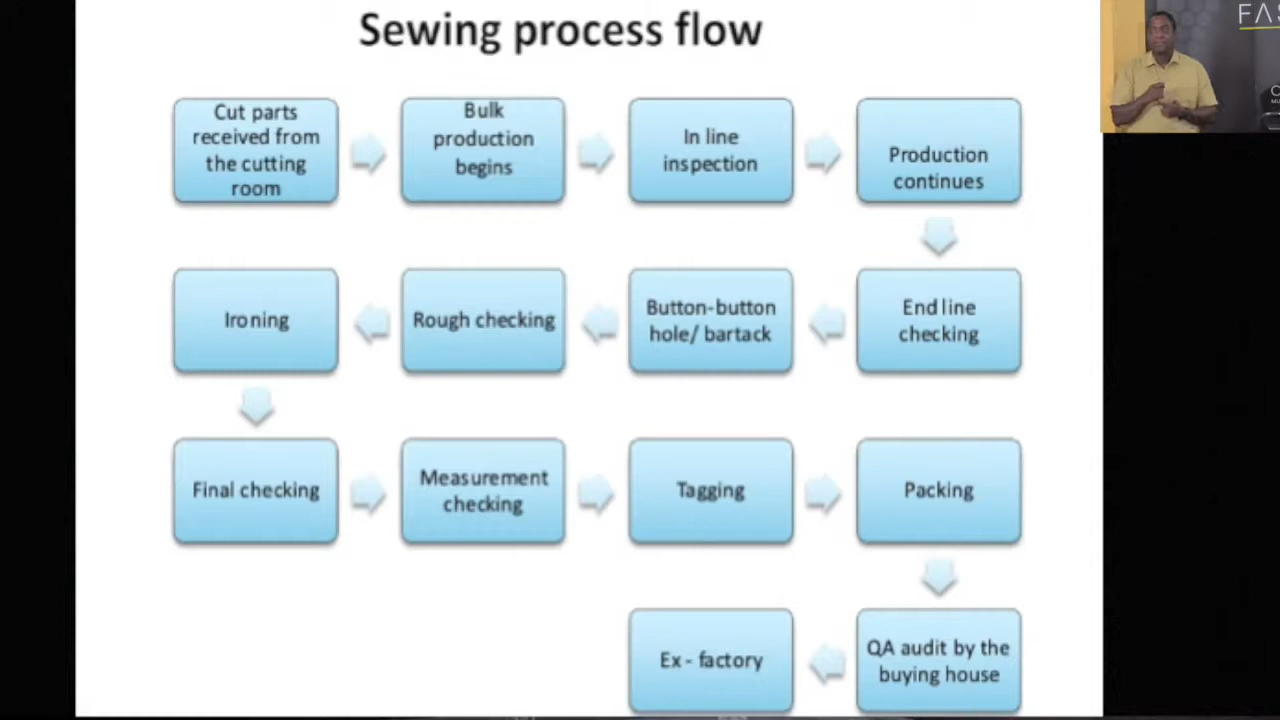 Sewing process flow
Cut parts
received from
the cutting
room
Bulk
production
begins
In line
inspection
Production
continues
End line
checking
Button-button
hole/ bartack
Rough checking
Ironing
Final checking
Measurement
checking
Tagging
Packing
QA audit by the
buying house
Ex - factory